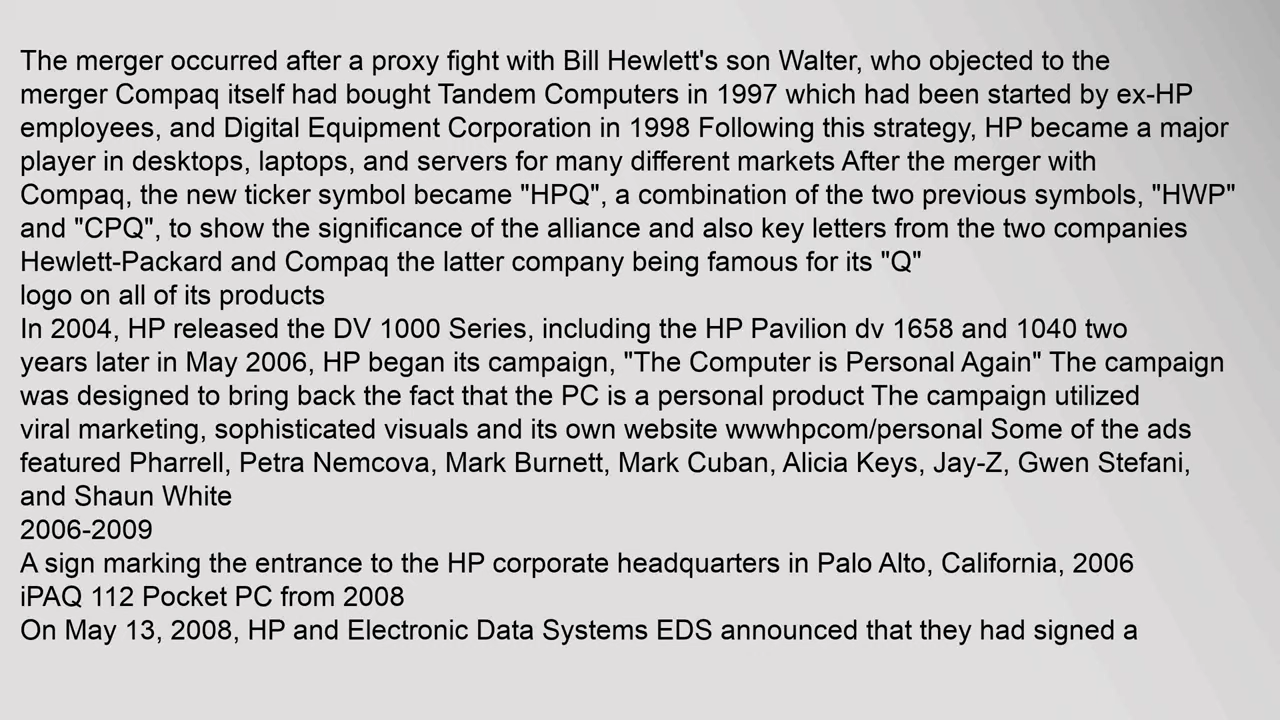 The merger occurred after a proxy fight with Bill Hewlett's son Walter, who objected to the
merger Compaq itself had bought Tandem Computers in 1997 which had been started by ex-HP
employees, and Digital Equipment Corporation in 1998 Following this strategy, HP became a major
player in desktops, laptops, and servers for many different markets After the merger with
Compaq, the new ticker symbol became "HPQ", a combination of the two previous symbols, "HWP"
and "CPQ", to show the significance of the alliance and also key letters from the two companies
Hewlett-Packard and Compaq the latter company being famous for its "Q"
logo on all of its products
In 2004, HP released the DV 1000 Series, including the HP Pavilion dv 1658 and 1040 two
years later in May 2006, HP began its campaign, "The Computer is Personal Again" The campaign
was designed to bring back the fact that the PC is a personal product The campaign utilized
viral marketing, sophisticated visuals and its own website wwwhpcom/personal Some of the ads
featured Pharrell, Petra Nemcova, Mark Burnett, Mark Cuban, Alicia Keys, Jay-Z, Gwen Stefani,
and Shaun White
2006-2009
A sign marking the entrance to the HP corporate headquarters in Palo Alto, California, 2006
iPAQ 112 Pocket PC from 2008
On May 13, 2008, HP and Electronic Data Systems EDS announced that they had signed a